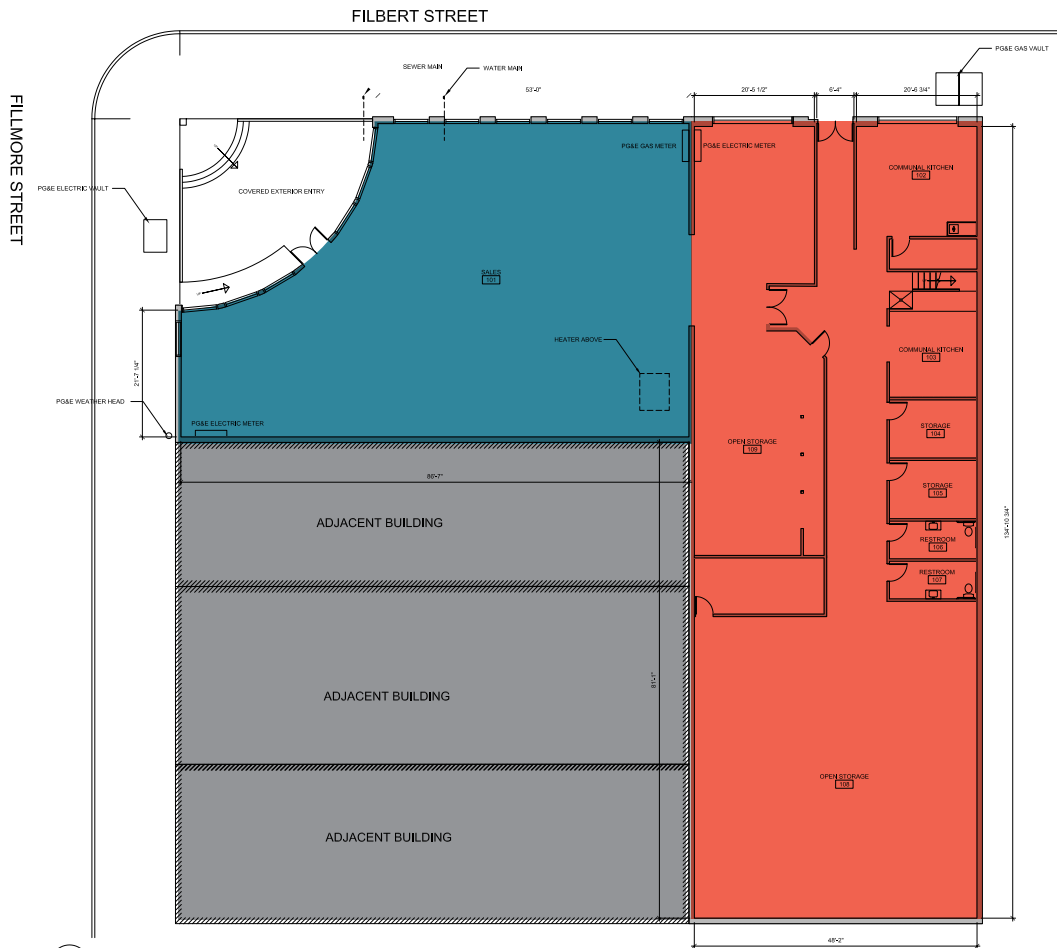 FILBERT STREET
PG&E GAS VAULT
SEWER MAIN
WATER MAIN
53'-0"
20'-5 1/2"
6'-4"
20'-6 3/4"
FILLMORE STREET
PG&E GAS METER
PG&E ELECTRIC METER
COMMUNAL KITCHEN
102
PG&E ELECTRIC VAULT
COVERED EXTERIOR ENTRY
SALES
101
HEATER ABOVE
COMMUNAL KITCHEN
103
21'-7 1/4"
PG&E WEATHER HEAD
PG&E ELECTRIC METER
STORAGE
104
OPEN STORAGE
109
86'-7"
STORAGE
105
ADJACENT BUILDING
134'-10 3/4"
RESTROOM
106
RESTROOM
107
81'-1"
ADJACENT BUILDING
OPEN STORAGE
108
ADJACENT BUILDING
48'-2"